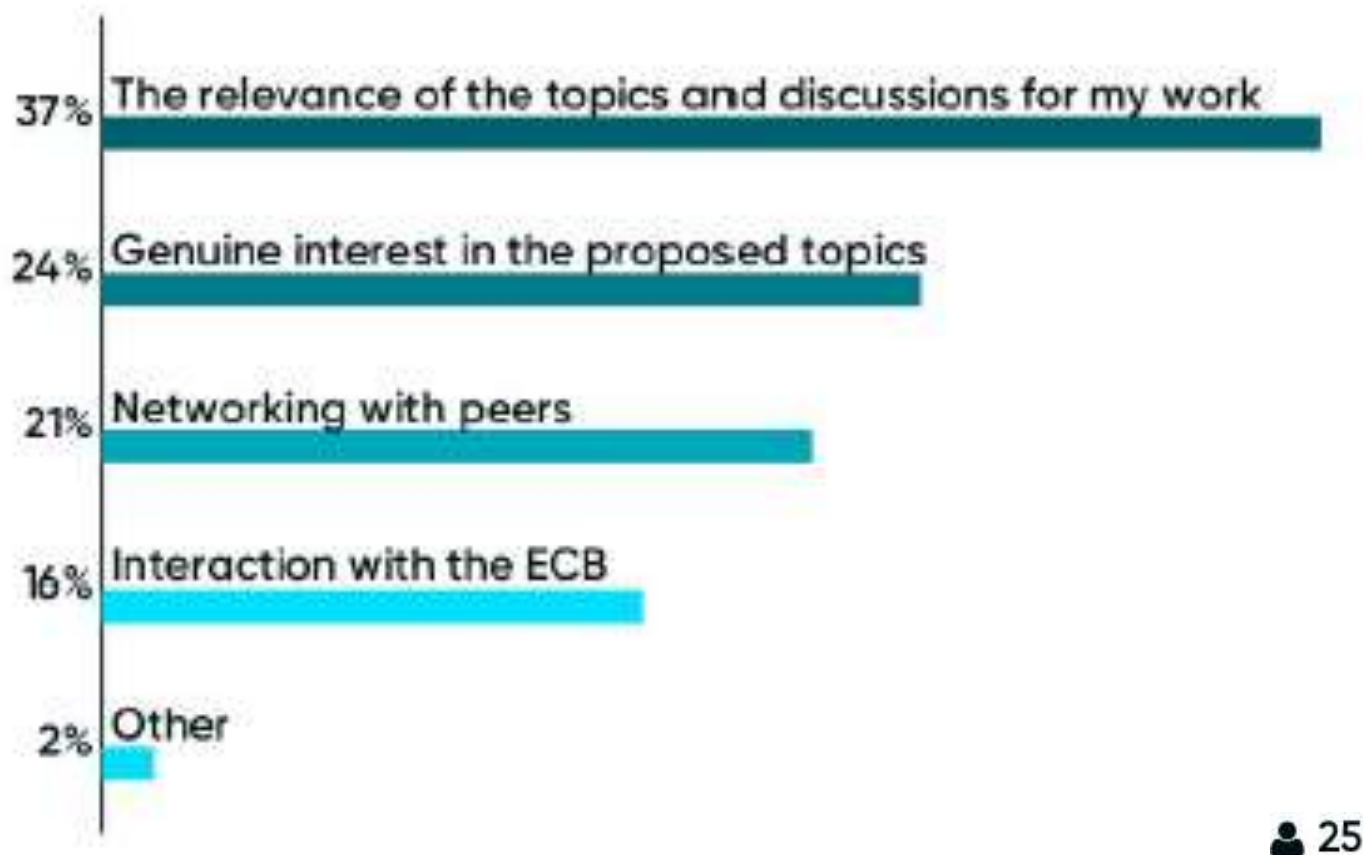 37% The relevance of the topics and discussions for my work
24% Genuine interest in the proposed topics
21% Networking with peers
16% Interaction with the ECB
2% Other
25